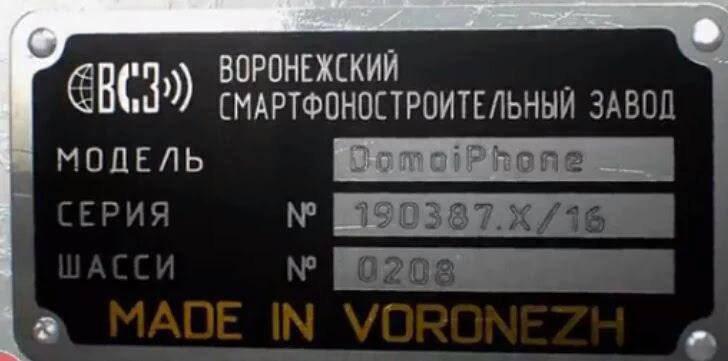 ВСЗ
ВОРОНЕЖСКИЙ
СМАРТФОНОСТРОИТЕЛЬНЫЙ ЗАВОД
МОДЕЛЬ DomoiPhone
СЕРИЯ № 190387.X/16
ШАССИ № 0208
MADE IN VORONEZH